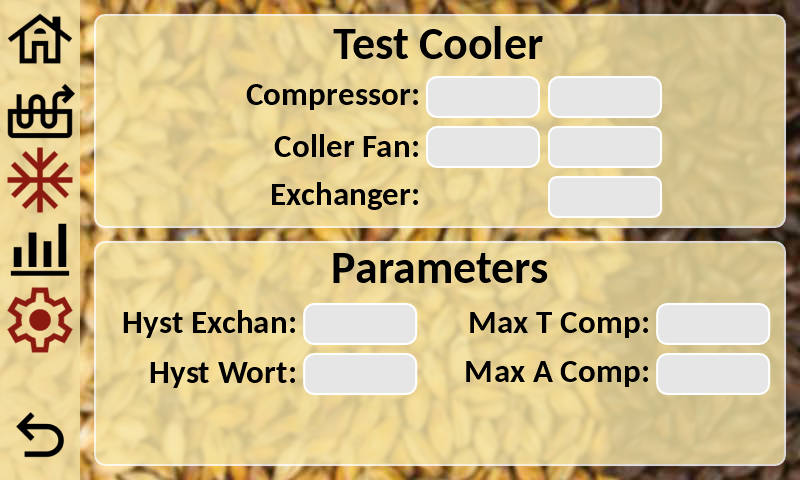 Test Cooler
Compressor:
Coller Fan:
Exchanger:
Parameters
Hyst Exchan: Max T Comp:
Hyst Wort: Max A Comp: